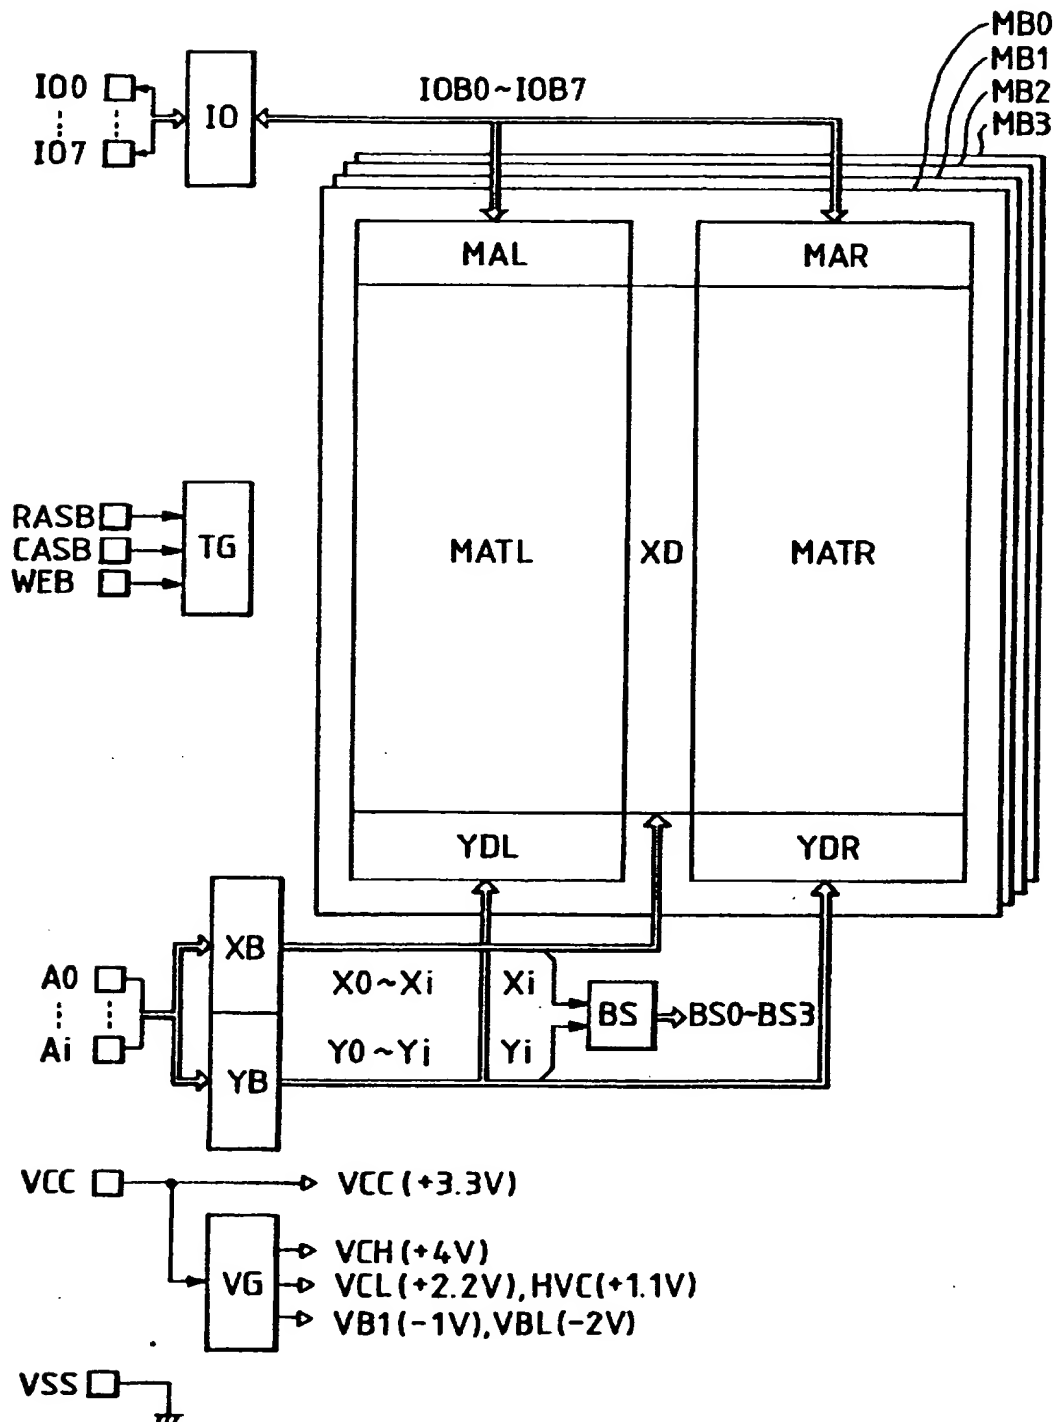 MB0
MB1
MB2
MB3
IO0
IO7
IO
IOB0~IOB7
MAL
MAR
RASB
CASB
WEB
TG
MATL
XD
MATR
YDL
YDR
A0
Ai
XB
YB
X0~Xi
Xi
Y0~Yi
Yi
BS
BS0~BS3
VCC
VCC(+3.3V)
VG
VCH(+4V)
VCL(+2.2V),HVC(+1.1V)
VB1(-1V),VBL(-2V)
VSS